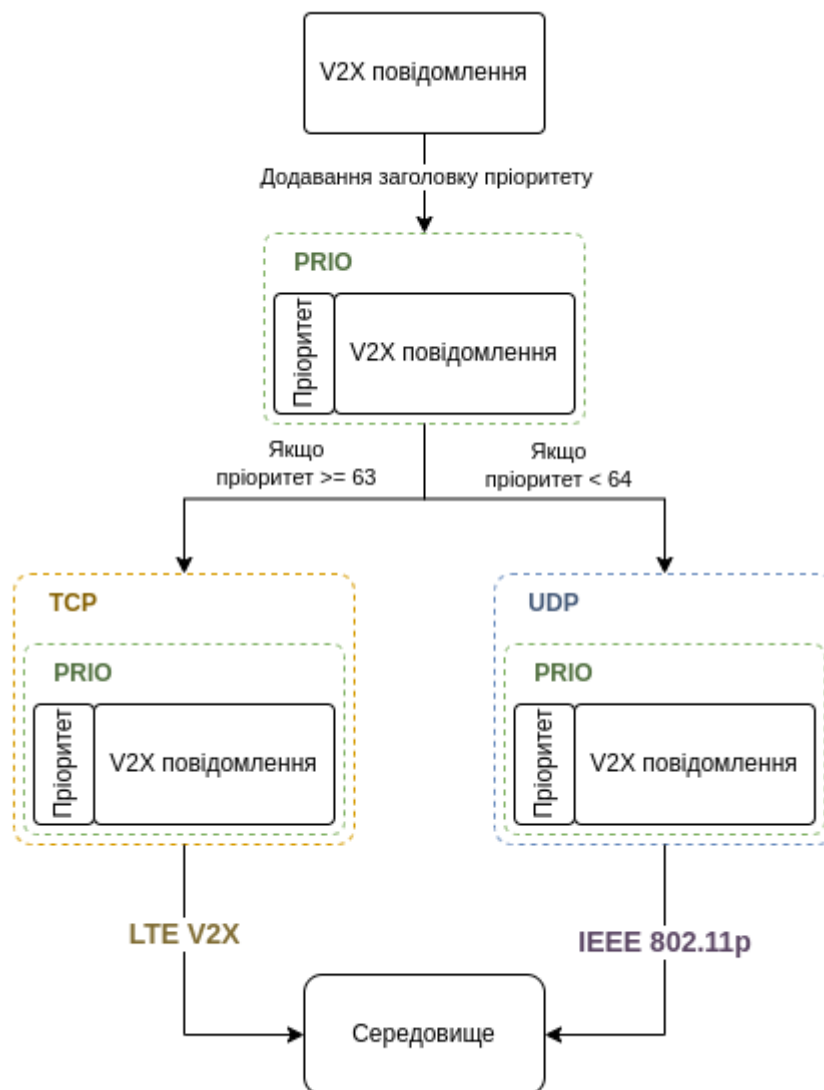 V2X повідомлення
Додавання заголовку пріоритету
PRIO
Пріоритет
V2X повідомлення
Якщо
пріоритет >= 63
Якщо
пріоритет < 64
TCP
PRIO
Пріоритет
V2X повідомлення
UDP
PRIO
Пріоритет
V2X повідомлення
LTE V2X
IEEE 802.11p
Середовище